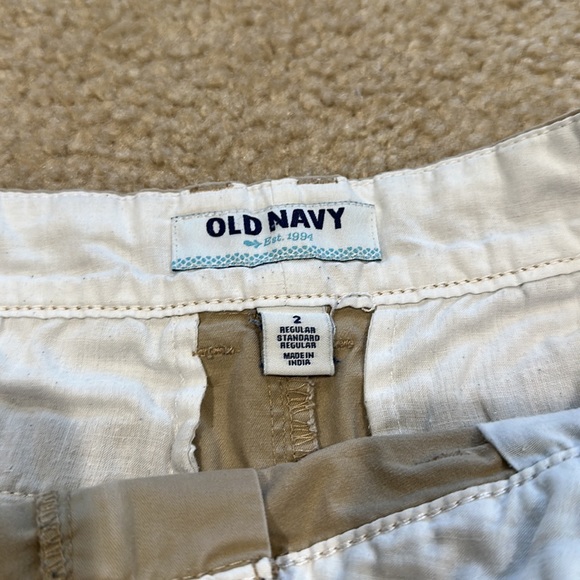 OLD NAVY
Est. 1994
2
REGULAR
STANDARD
REGULAR
MADE IN
INDIA